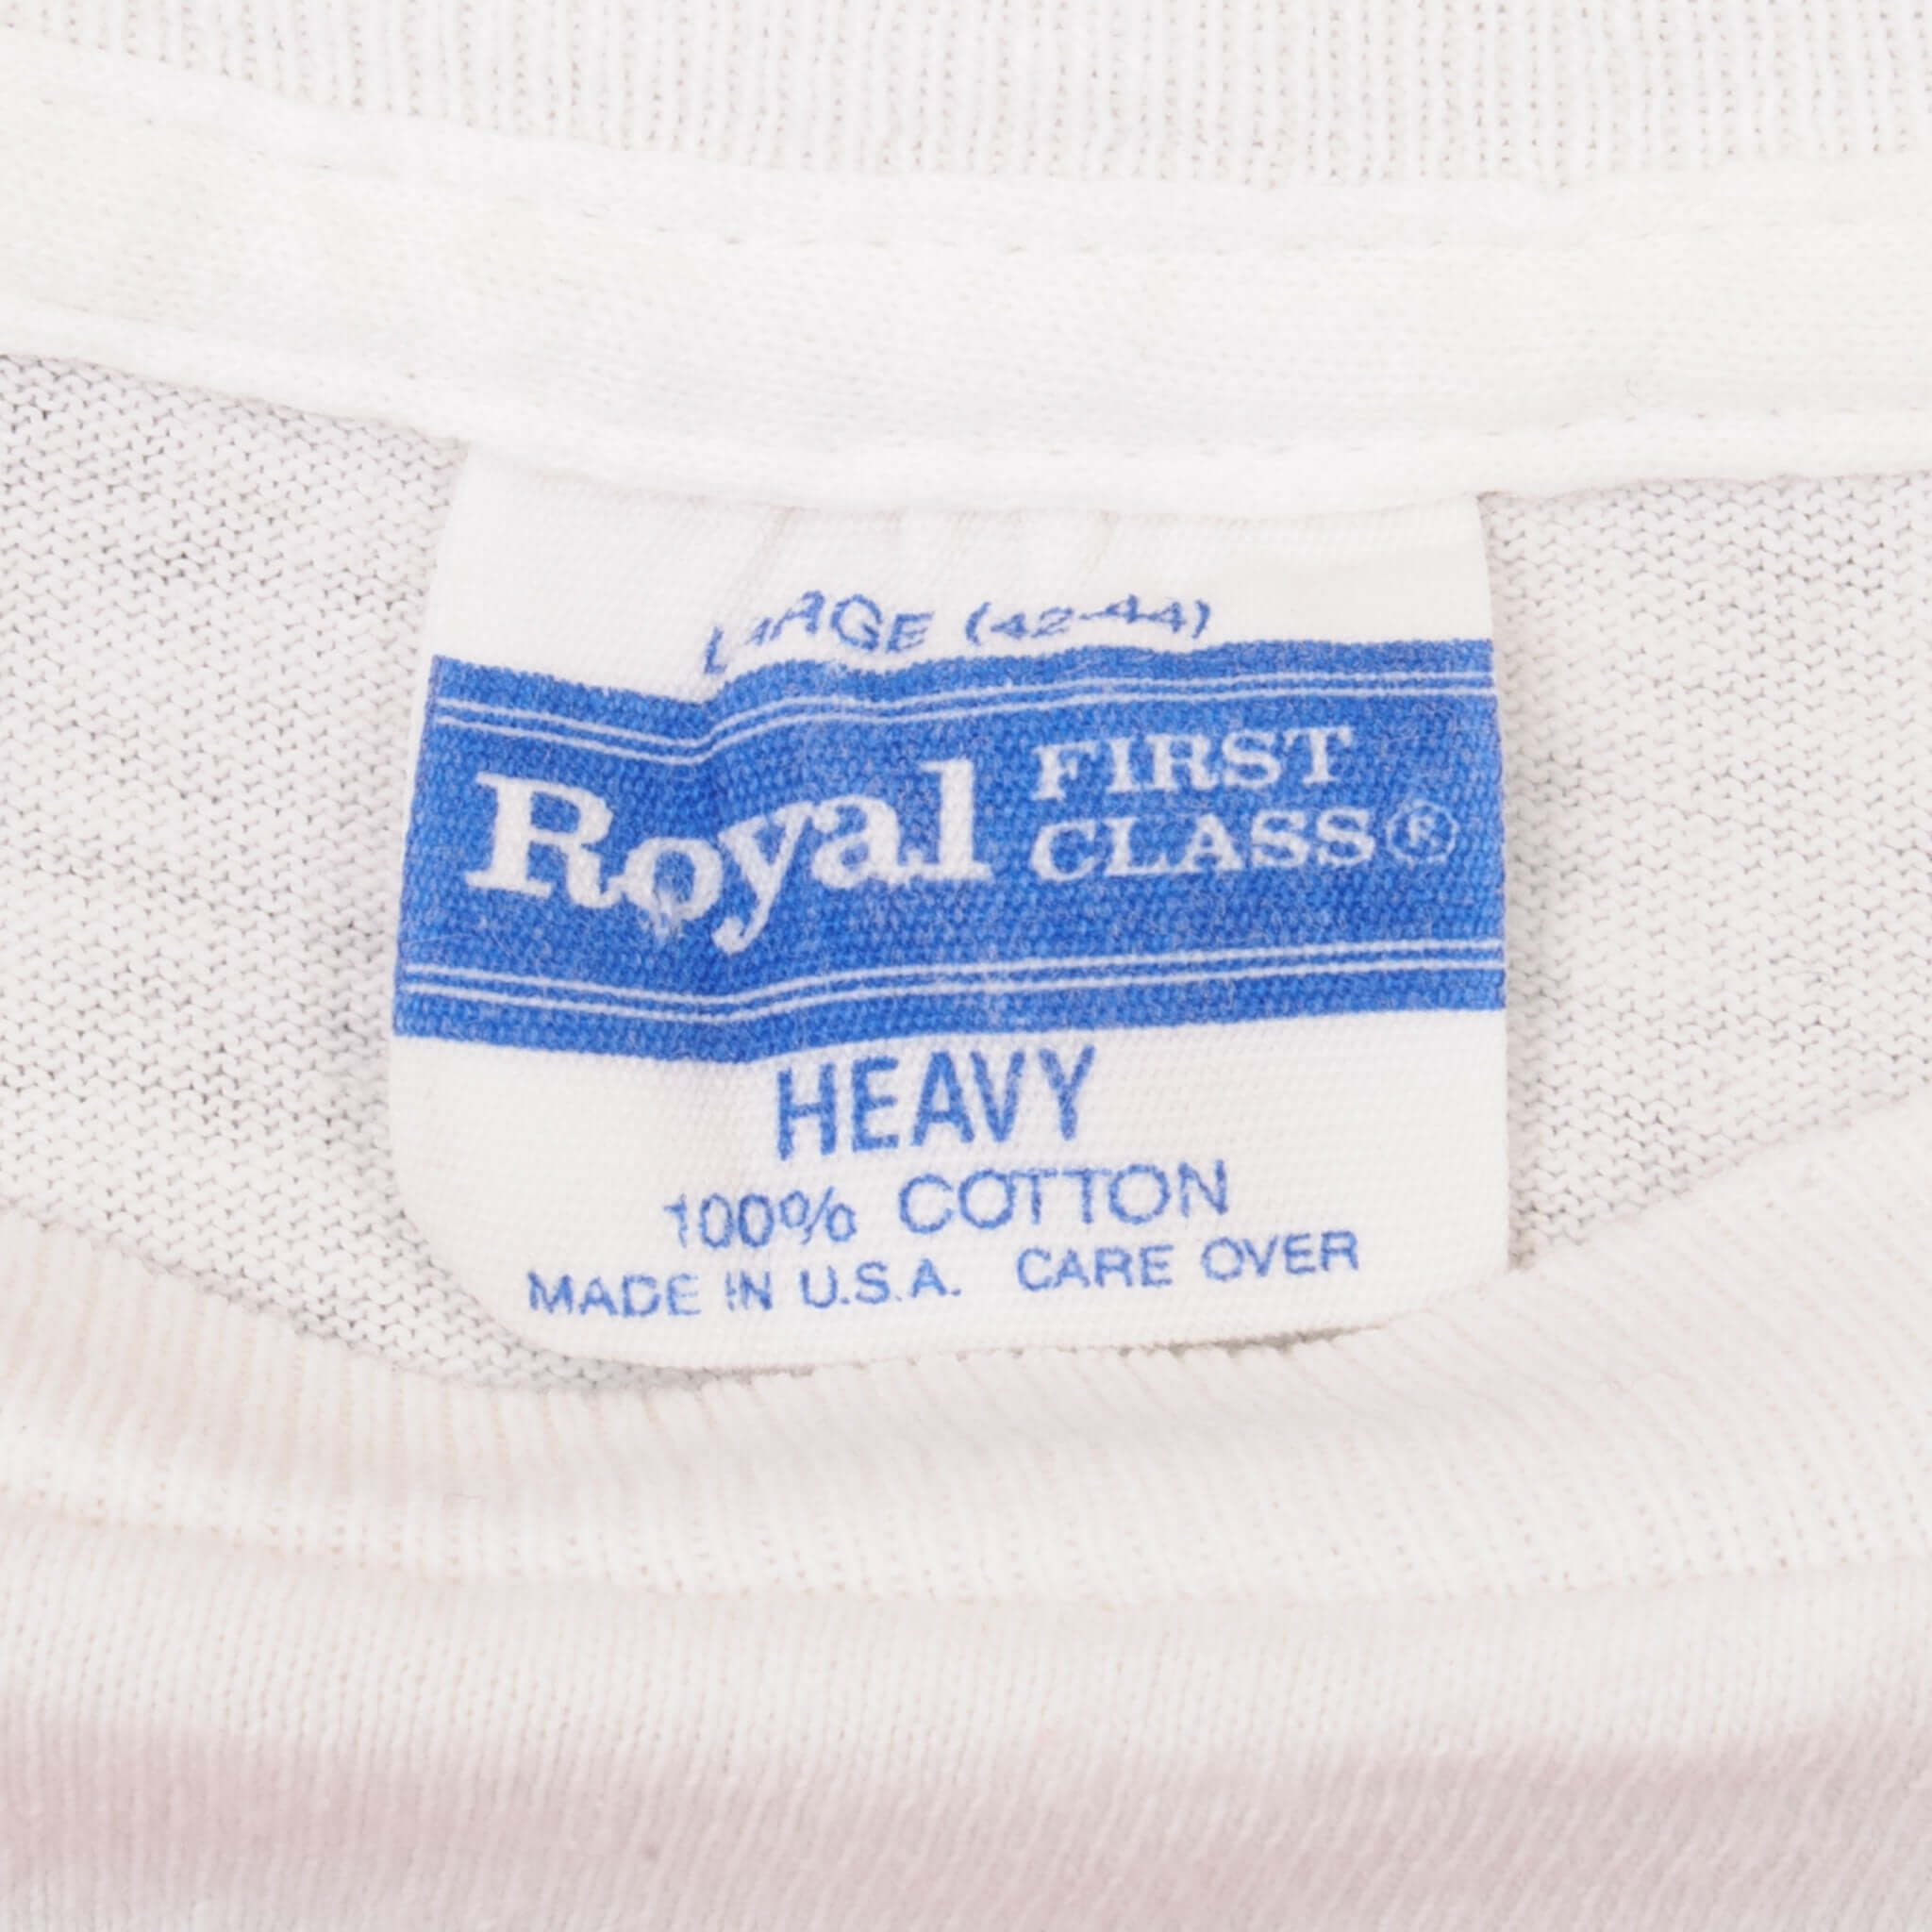 LARGE (42-44)
Royal FIRST
CLASS®
HEAVY
100% COTTON
MADE IN U.S.A. CARE OVER